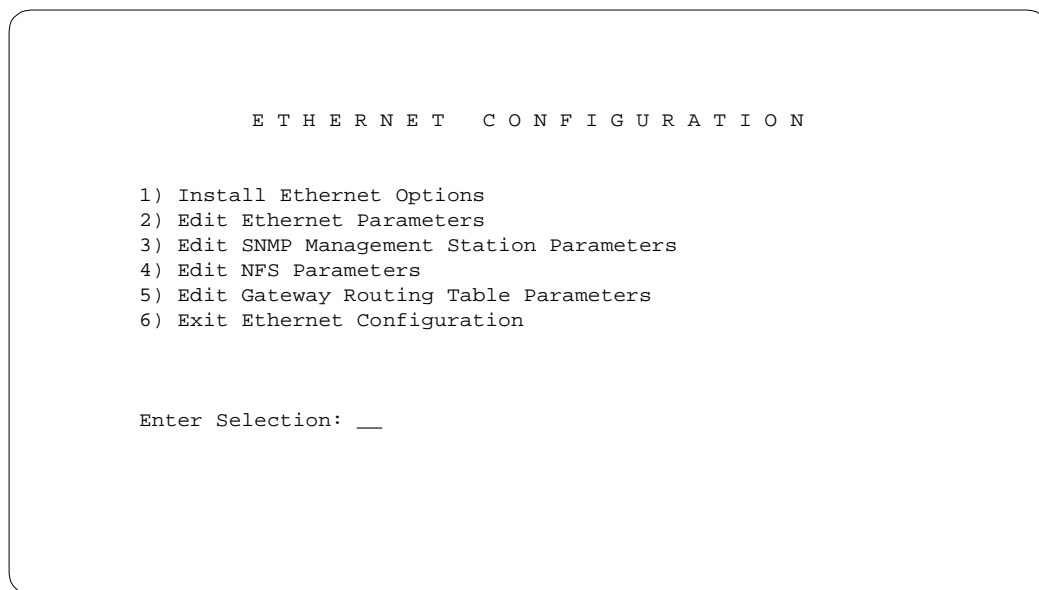 E T H E R N E T   C O N F I G U R A T I O N
1) Install Ethernet Options
2) Edit Ethernet Parameters
3) Edit SNMP Management Station Parameters
4) Edit NFS Parameters
5) Edit Gateway Routing Table Parameters
6) Exit Ethernet Configuration
Enter Selection: __